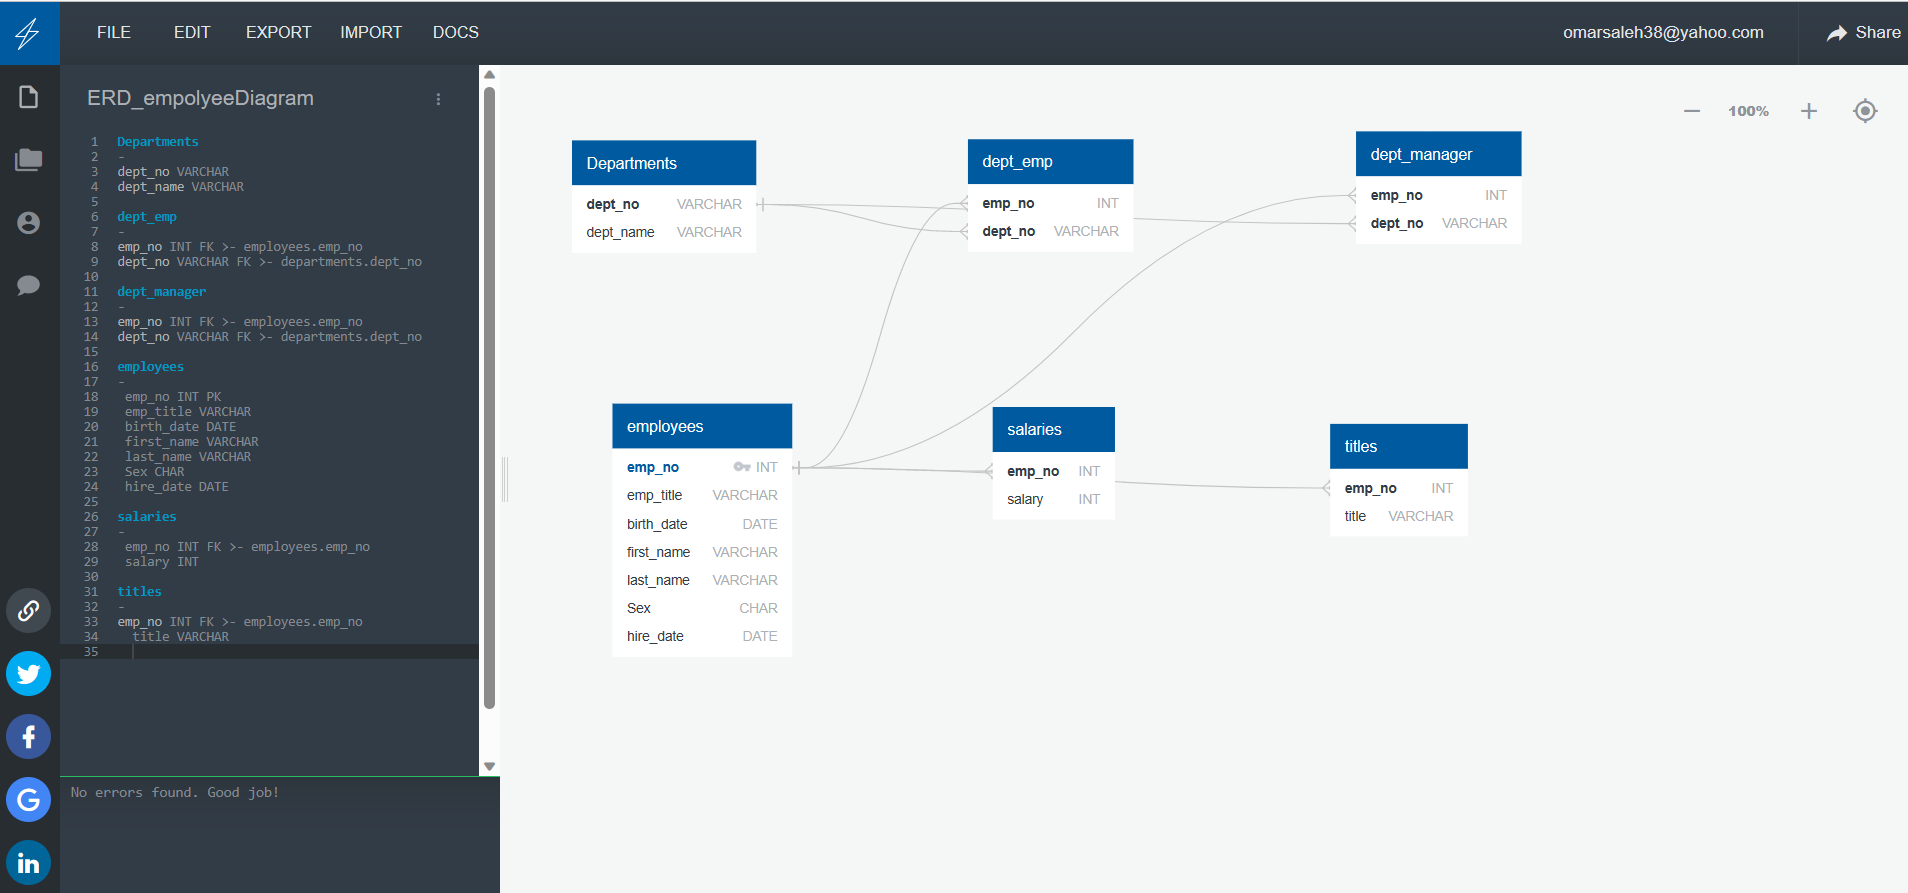 FILE EDIT EXPORT IMPORT DOCS omarsaleh38@yahoo.com Share
ERD_empolyeeDiagram
1 Departments
2 -
3 dept_no VARCHAR
4 dept_name VARCHAR
5
6 dept_emp
7 -
8 emp_no INT FK >- employees.emp_no
9 dept_no VARCHAR FK >- departments.dept_no
10
11 dept_manager
12 -
13 emp_no INT FK >- employees.emp_no
14 dept_no VARCHAR FK >- departments.dept_no
15
16 employees
17 -
18 emp_no INT PK
19 emp_title VARCHAR
20 birth_date DATE
21 first_name VARCHAR
22 last_name VARCHAR
23 Sex CHAR
24 hire_date DATE
25
26 salaries
27 -
28 emp_no INT FK >- employees.emp_no
29 salary INT
30
31 titles
32 -
33 emp_no INT FK >- employees.emp_no
34 title VARCHAR
35
No errors found. Good job!
100%
Departments
dept_no VARCHAR
dept_name VARCHAR
dept_emp
emp_no INT
dept_no VARCHAR
dept_manager
emp_no INT
dept_no VARCHAR
employees
emp_no INT
emp_title VARCHAR
birth_date DATE
first_name VARCHAR
last_name VARCHAR
Sex CHAR
hire_date DATE
salaries
emp_no INT
salary INT
titles
emp_no INT
title VARCHAR